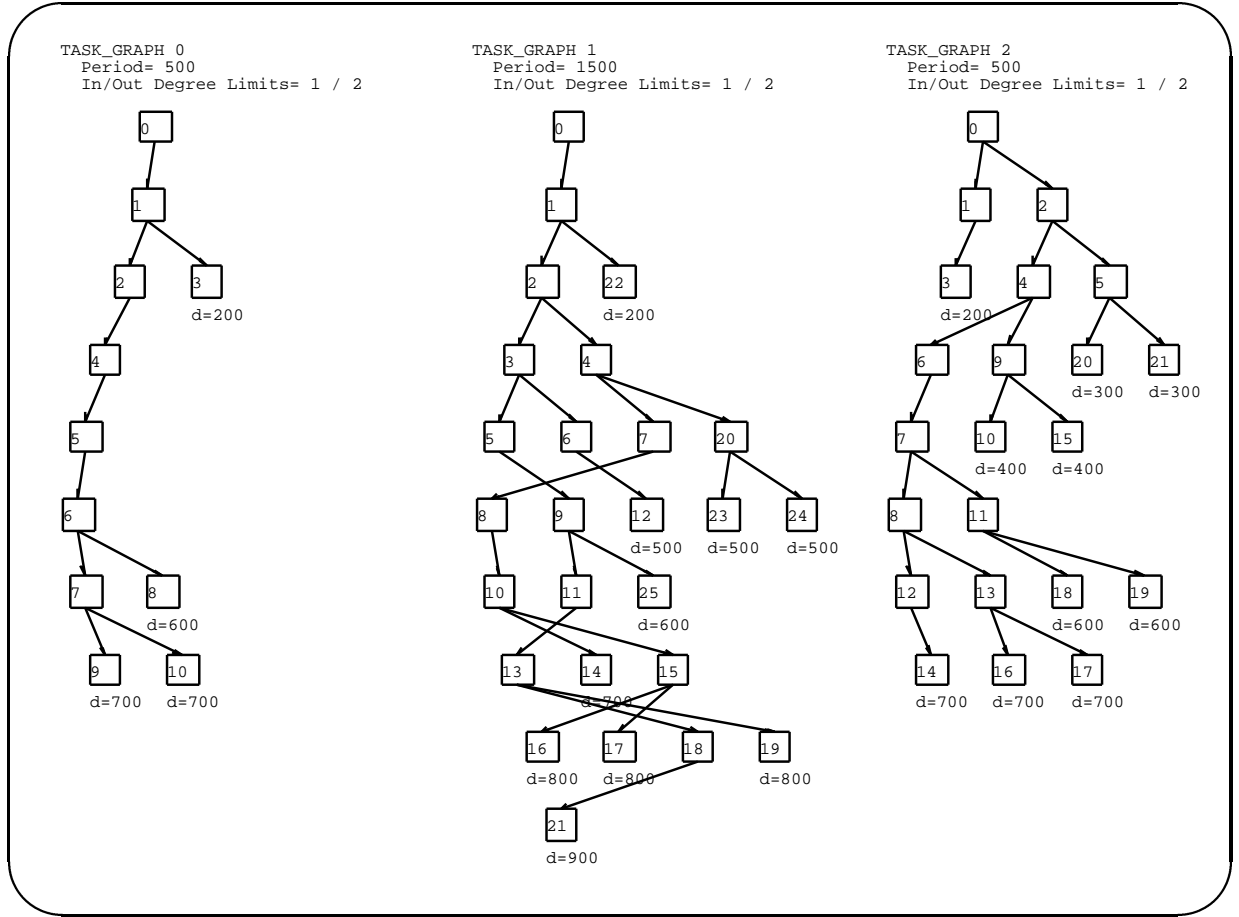 TASK_GRAPH 0
Period= 500
In/Out Degree Limits= 1 / 2
0
1
2 3
d=200
4
5
6
7 8
d=600
9 10
d=700 d=700
TASK_GRAPH 1
Period= 1500
In/Out Degree Limits= 1 / 2
0
1
2 22
d=200
3 4
5 6 7 20
8 9 12 23 24
d=500 d=500 d=500
10 11 25
d=600
13 14 15
d=700
16 17 18 19
d=800 d=800 d=800
21
d=900
TASK_GRAPH 2
Period= 500
In/Out Degree Limits= 1 / 2
0
1 2
3 4 5
d=200
6 9 20 21
d=300 d=300
7 10 15
d=400 d=400
8 11
12 13 18 19
d=600 d=600
14 16 17
d=700 d=700 d=700